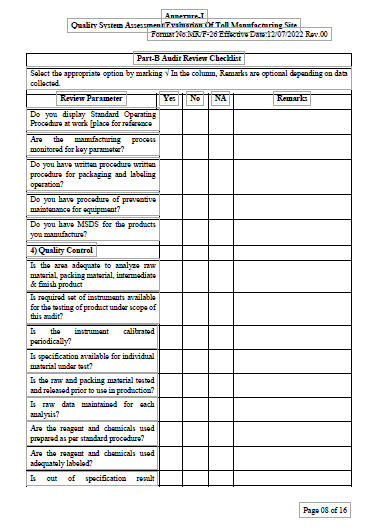 Annexure-I
Quality System Assessment/Evaluation Of Toll Manufacturing Site
Format No:MR/F-26 Effective Date:12/07/2022 Rev.00
Part-B Audit Review Checklist
Select the appropriate option by marking √ In the column, Remarks are optional depending on data
collected.
Review Parameter Yes No NA Remarks
Do you display Standard Operating
Procedure at work [place for reference
Are the manufacturing process
monitored for key parameter?
Do you have written procedure written
procedure for packaging and labeling
operation?
Do you have procedure of preventive
maintenance for equipment?
Do you have MSDS for the products
you manufacture?
4) Quality Control
Is the area adequate to analyze raw
material, packing material, intermediate
& finish product
Is required set of instruments available
for the testing of product under scope of
this audit?
Is the instrument calibrated
periodically?
Is specification available for individual
material under test?
Is the raw and packing material tested
and released prior to use in production?
Is raw data maintained for each
analysis?
Are the reagent and chemicals used
prepared as per standard procedure?
Are the reagent and chemicals used
adequately labeled?
Is out of specification result
Page 08 of 16